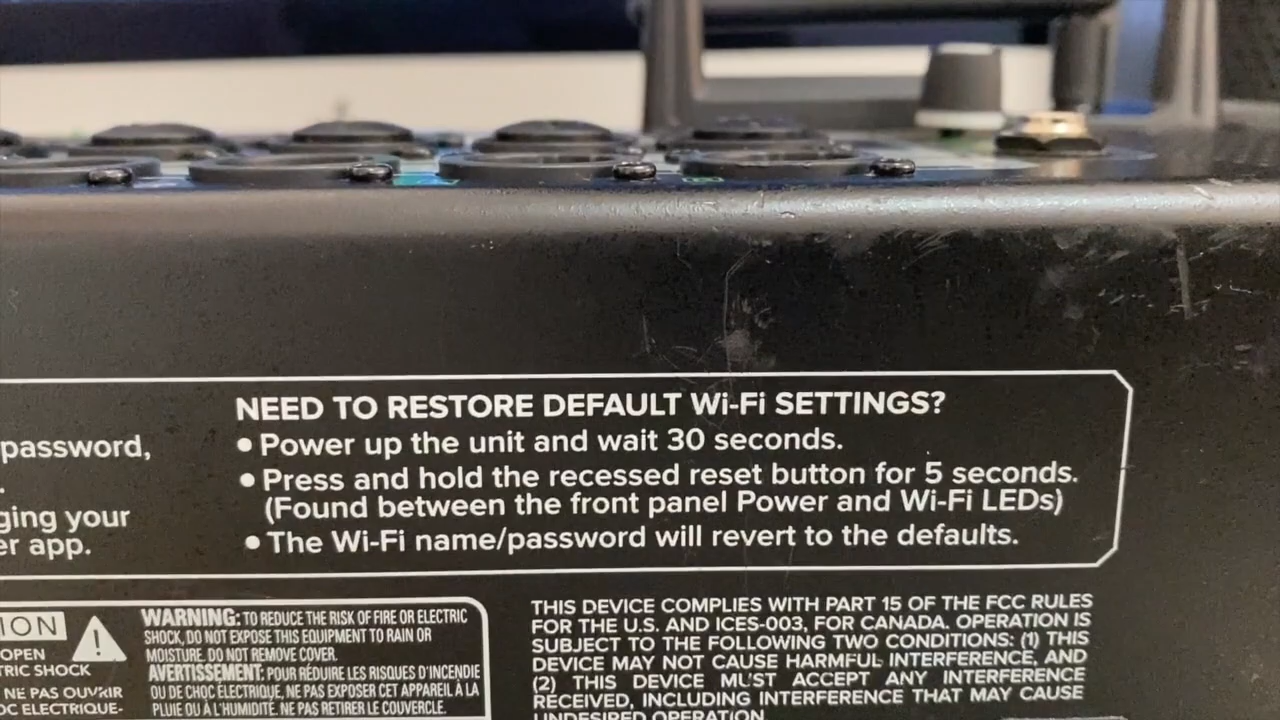 NEED TO RESTORE DEFAULT Wi-Fi SETTINGS?
• Power up the unit and wait 30 seconds.
• Press and hold the recessed reset button for 5 seconds.
(Found between the front panel Power and Wi-Fi LEDs)
• The Wi-Fi name/password will revert to the defaults.
password,
.
ging your
er app.
ION
OPEN
TRIC SHOCK
NE PAS OUVRIR
OC ELECTRIQUE-
WARNING: TO REDUCE THE RISK OF FIRE OR ELECTRIC
SHOCK, DO NOT EXPOSE THIS EQUIPMENT TO RAIN OR
MOISTURE. DO NOT REMOVE COVER.
AVERTISSEMENT: POUR RÉDUIRE LES RISQUES D'INCENDIE
OU DE CHOC ÉLECTRIQUE, NE PAS EXPOSER CET APPAREIL À LA
PLUIE OU À L'HUMIDITÉ. NE PAS RETIRER LE COUVERCLE.
THIS DEVICE COMPLIES WITH PART 15 OF THE FCC RULES
FOR THE U.S. AND ICES-003, FOR CANADA. OPERATION IS
SUBJECT TO THE FOLLOWING TWO CONDITIONS: (1) THIS
DEVICE MAY NOT CAUSE HARMFUL INTERFERENCE, AND
(2) THIS DEVICE MUST ACCEPT ANY INTERFERENCE
RECEIVED, INCLUDING INTERFERENCE THAT MAY CAUSE
UNDESIRED OPERATION